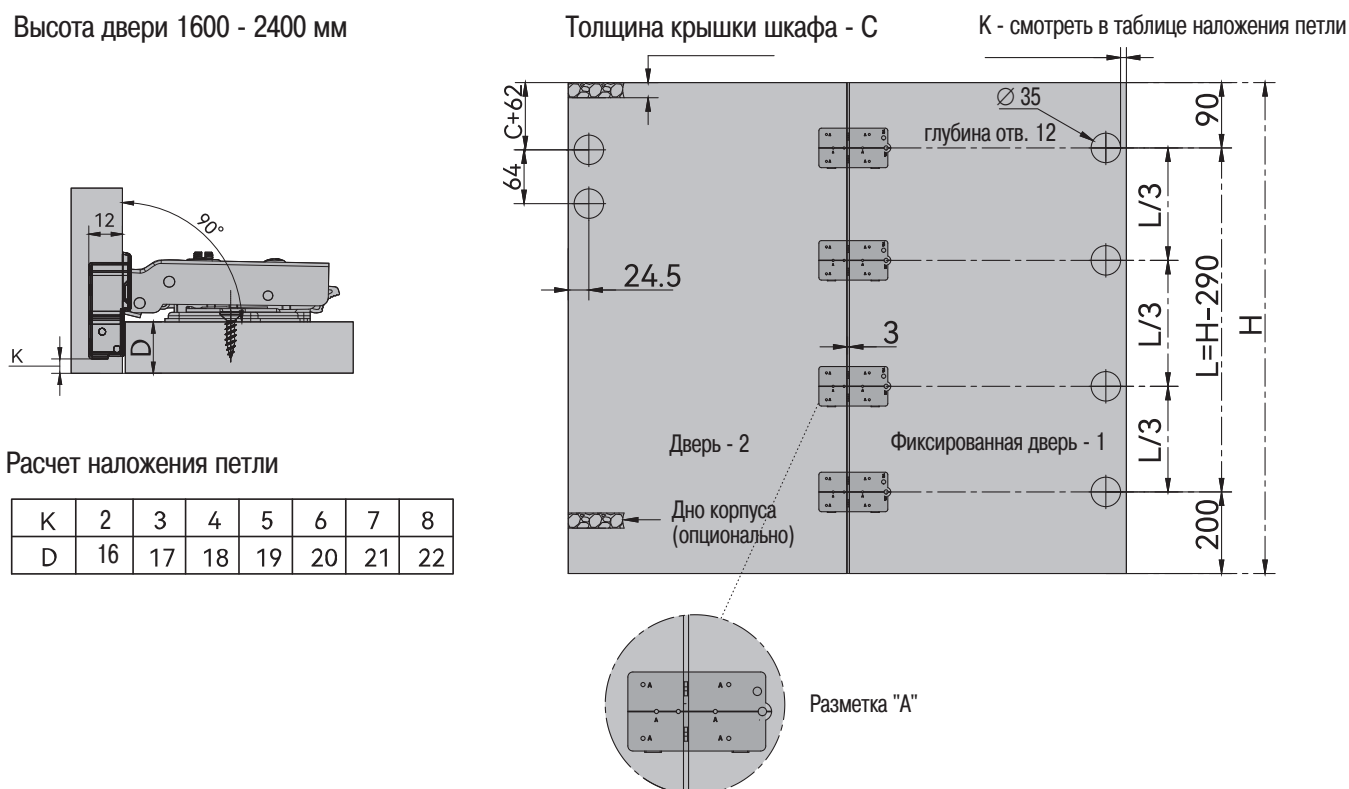 Высота двери 1600 - 2400 мм
Толщина крышки шкафа - С
К - смотреть в таблице наложения петли
C+62
64
24.5
3
Ø 35
глубина отв. 12
90
L/3
L/3
L/3
L=H-290
H
200
12
90°
K
D
Дверь - 2
Фиксированная дверь - 1
Дно корпуса
(опционально)
Расчет наложения петли
K 2 3 4 5 6 7 8
D 16 17 18 19 20 21 22
A A
A A
A A
Разметка "А"